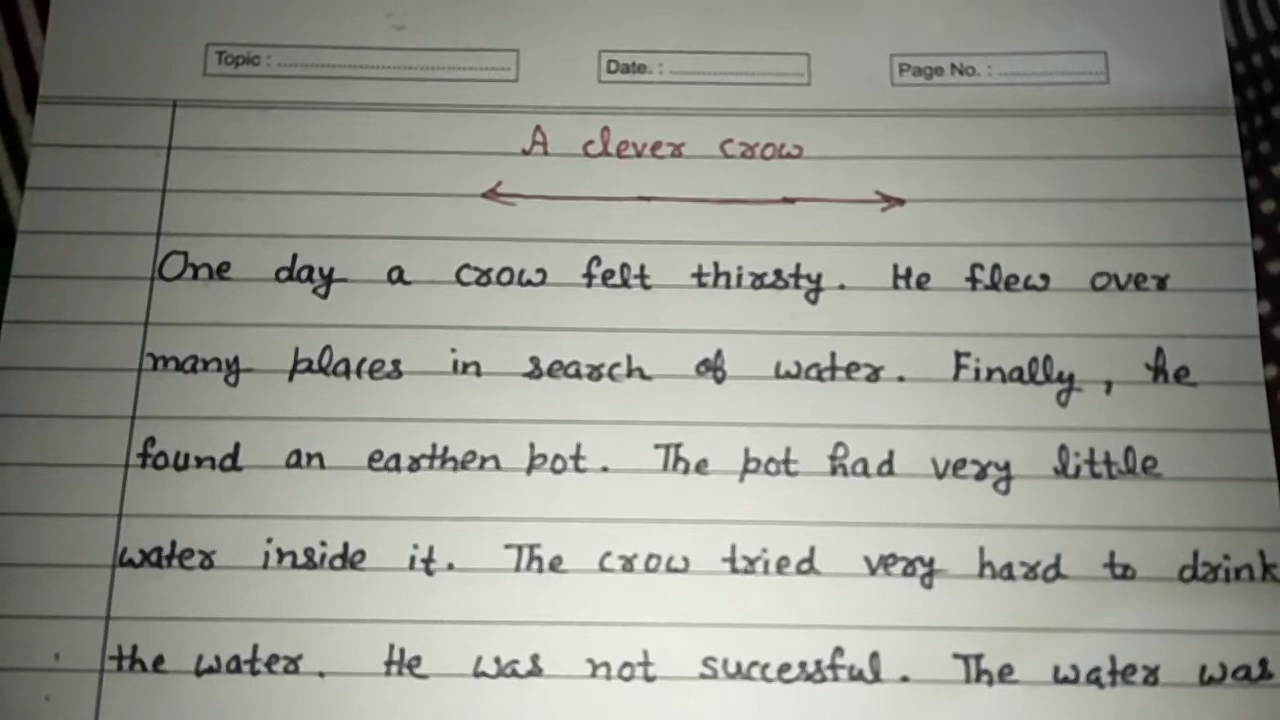 Topic : ..............................
Date. : ..................
Page No. : ..............
A clever crow
One day a crow felt thirsty. He flew over
many places in search of water. Finally, he
found an earthen pot. The pot had very little
water inside it. The crow tried very hard to drink
the water. He was not successful. The water was